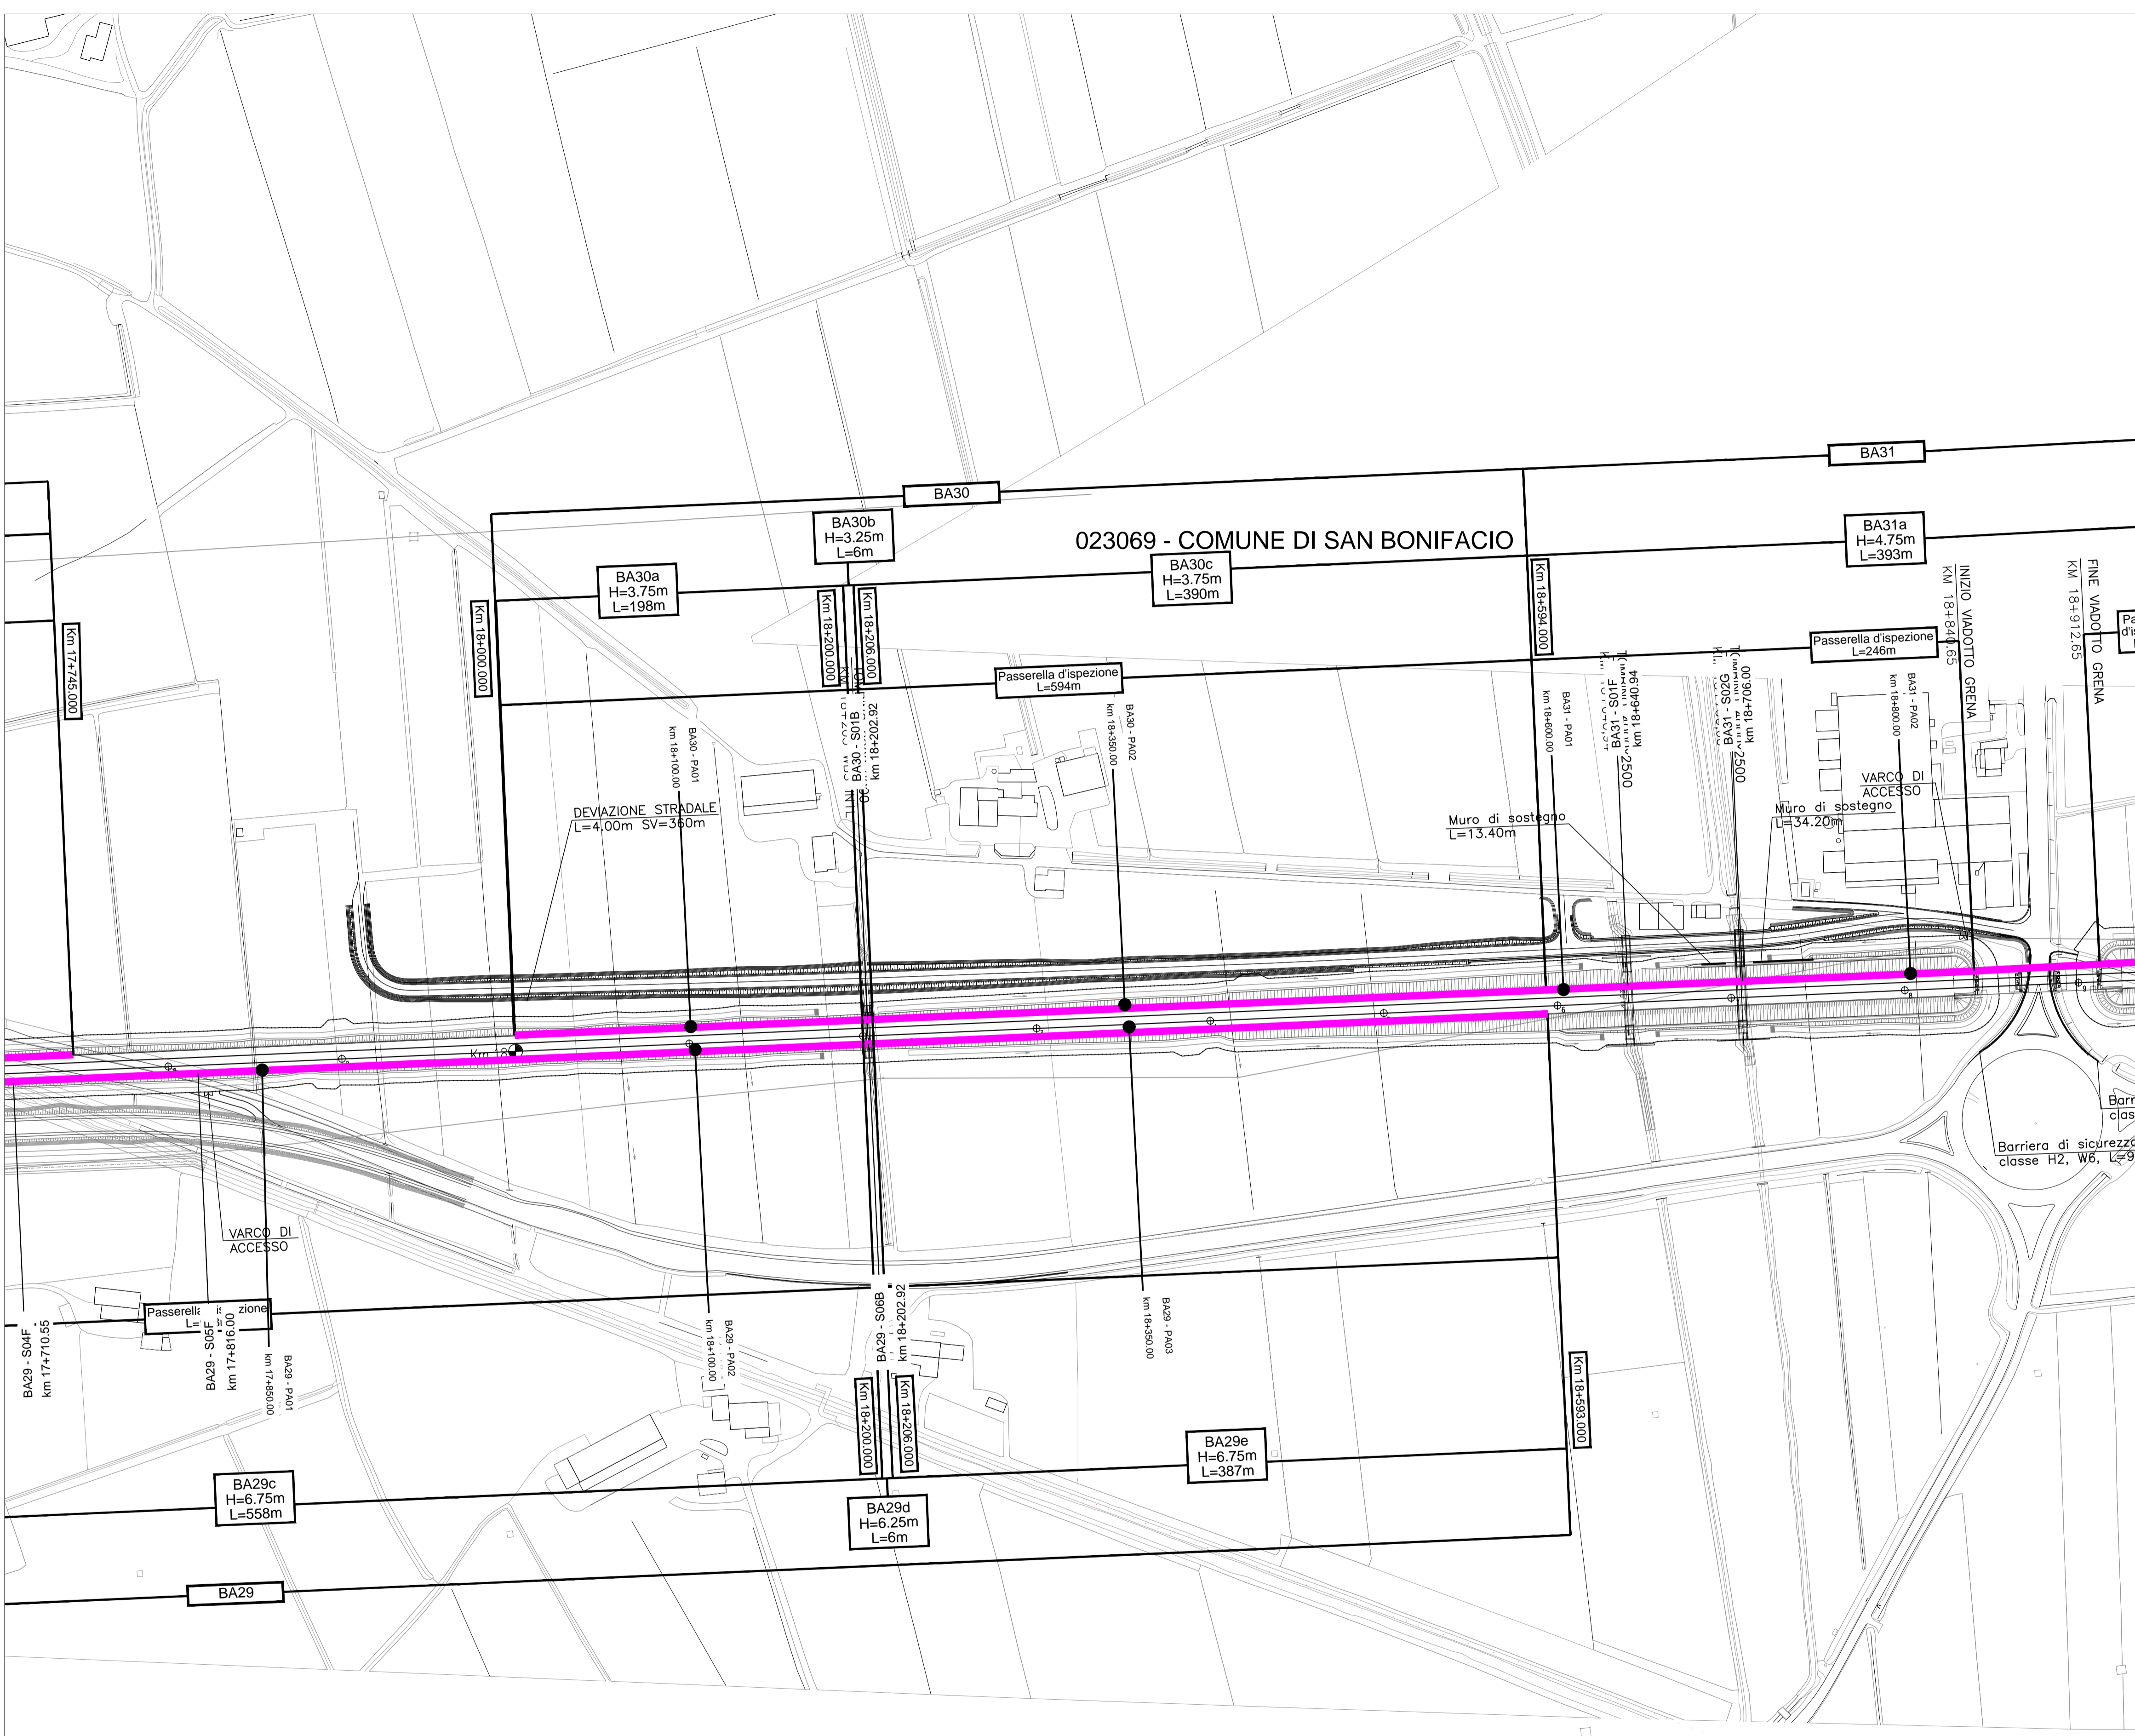 BA31
BA30
BA30b
H=3.25m
L=6m
023069 - COMUNE DI SAN BONIFACIO
BA31a
H=4.75m
L=393m
BA30a
H=3.75m
L=198m
BA30c
H=3.75m
L=390m
Km 17+745.000
Km 18+000.000
Km 18+200.000
Km 18+206.000
Km 18+594.000
INIZIO VIADOTTO GRENA
KM 18+840.65
FINE VIADOTTO GRENA
KM 18+912.65
Passerella d'ispezione
L=594m
Passerella d'ispezione
L=246m
BA30 - PA01
km 18+100.00
BA30 - S01B
km 18+202.92
BA30 - PA02
km 18+350.00
BA31 - PA01
km 18+600.00
BA31 - S01F
km 18+640.94
BA31 - S02G
km 18+706.00
BA31 - PA02
km 18+800.00
DEVIAZIONE STRADALE
L=4.00m SV=360m
Muro di sostegno
L=13.40m
Muro di sostegno
L=34.20m
VARCO DI
ACCESSO
Km 18
Barriera di sicurezza
classe H2, W6,
VARCO DI
ACCESSO
Passerella
BA29 - S04F
km 17+710.55
BA29 - S05F
km 17+816.00
BA29 - PA01
km 17+850.00
BA29 - PA02
km 18+100.00
BA29 - S06B
km 18+202.92
BA29 - PA03
km 18+350.00
Km 18+200.000
Km 18+206.000
Km 18+593.000
BA29c
H=6.75m
L=558m
BA29d
H=6.25m
L=6m
BA29e
H=6.75m
L=387m
BA29